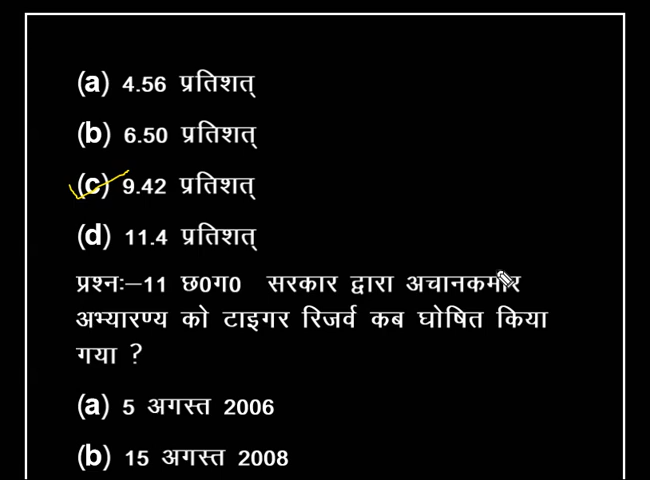 (a) 4.56 प्रतिशत्
(b) 6.50 प्रतिशत्
(c) 9.42 प्रतिशत्
(d) 11.4 प्रतिशत्
प्रश्नः–11 छ0ग0 सरकार द्वारा अचानकमार
अभ्यारण्य को टाइगर रिजर्व कब घोषित किया
गया ?
(a) 5 अगस्त 2006
(b) 15 अगस्त 2008